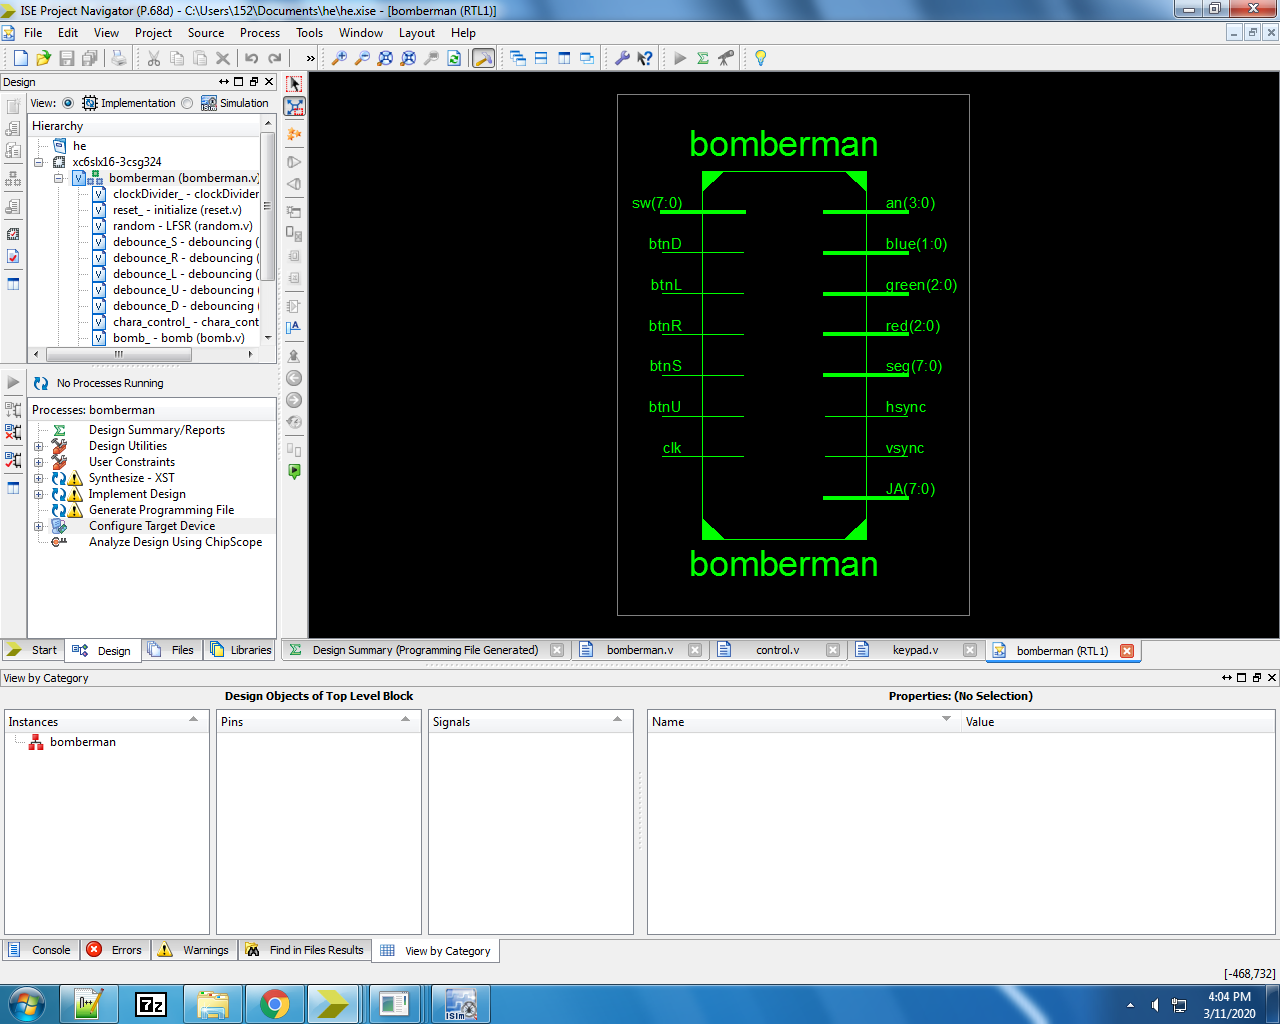 ISE Project Navigator (P.68d) - C:\Users\152\Documents\he\he.xise - [bomberman (RTL1)]
File Edit View Project Source Process Tools Window Layout Help
»
Design
View: Implementation Simulation
Hierarchy
he
xc6slx16-3csg324
bomberman (bomberman.v)
clockDivider_ - clockDivider
reset_ - initialize (reset.v)
random - LFSR (random.v)
debounce_S - debouncing (
debounce_R - debouncing (
debounce_L - debouncing (
debounce_U - debouncing (
debounce_D - debouncing (
chara_control_ - chara_cont
bomb_ - bomb (bomb.v)
No Processes Running
Processes: bomberman
Design Summary/Reports
Design Utilities
User Constraints
Synthesize - XST
Implement Design
Generate Programming File
Configure Target Device
Analyze Design Using ChipScope
Start Design Files Libraries
bomberman
sw(7:0) an(3:0)
btnD blue(1:0)
btnL green(2:0)
btnR red(2:0)
btnS seg(7:0)
btnU hsync
clk vsync
JA(7:0)
bomberman
Design Summary (Programming File Generated) bomberman.v control.v keypad.v bomberman (RTL1)
View by Category
Design Objects of Top Level Block Properties: (No Selection)
Instances Pins Signals Name Value
bomberman
Console Errors Warnings Find in Files Results View by Category
[-468,732]
7z
ISim
4:04 PM
3/11/2020